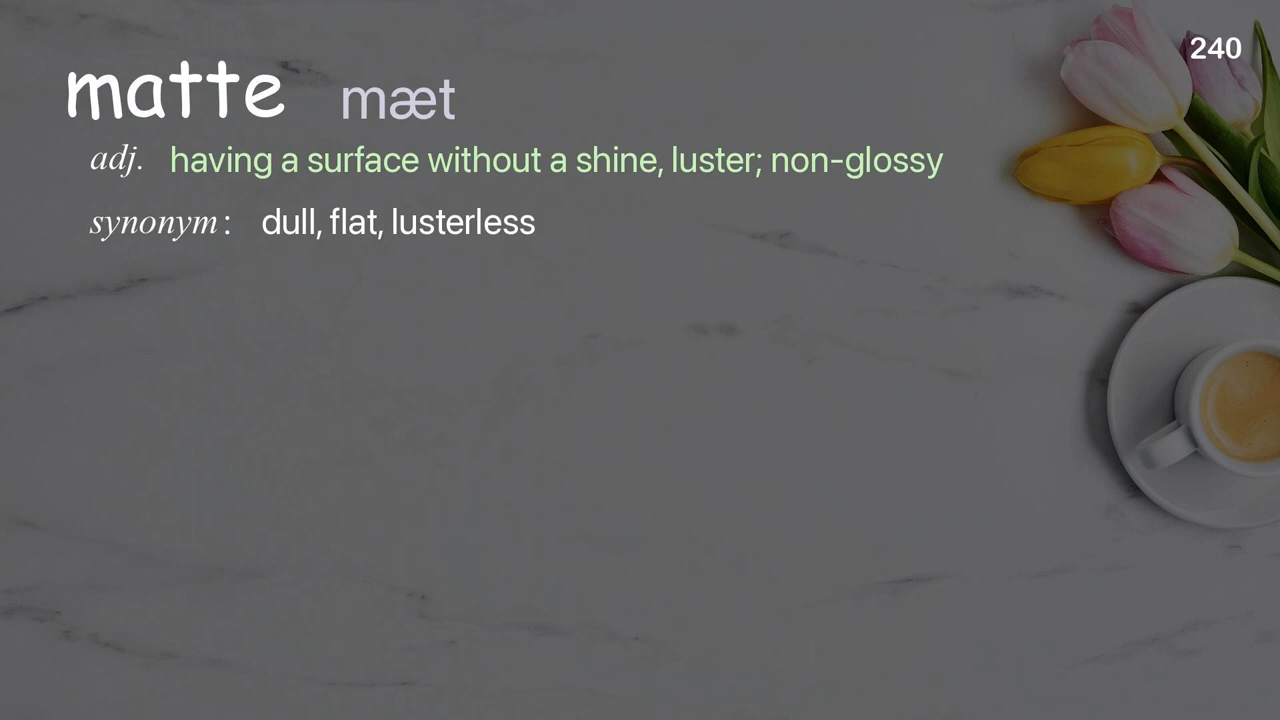 240
matte mæt
adj. having a surface without a shine, luster; non-glossy
synonym: dull, flat, lusterless